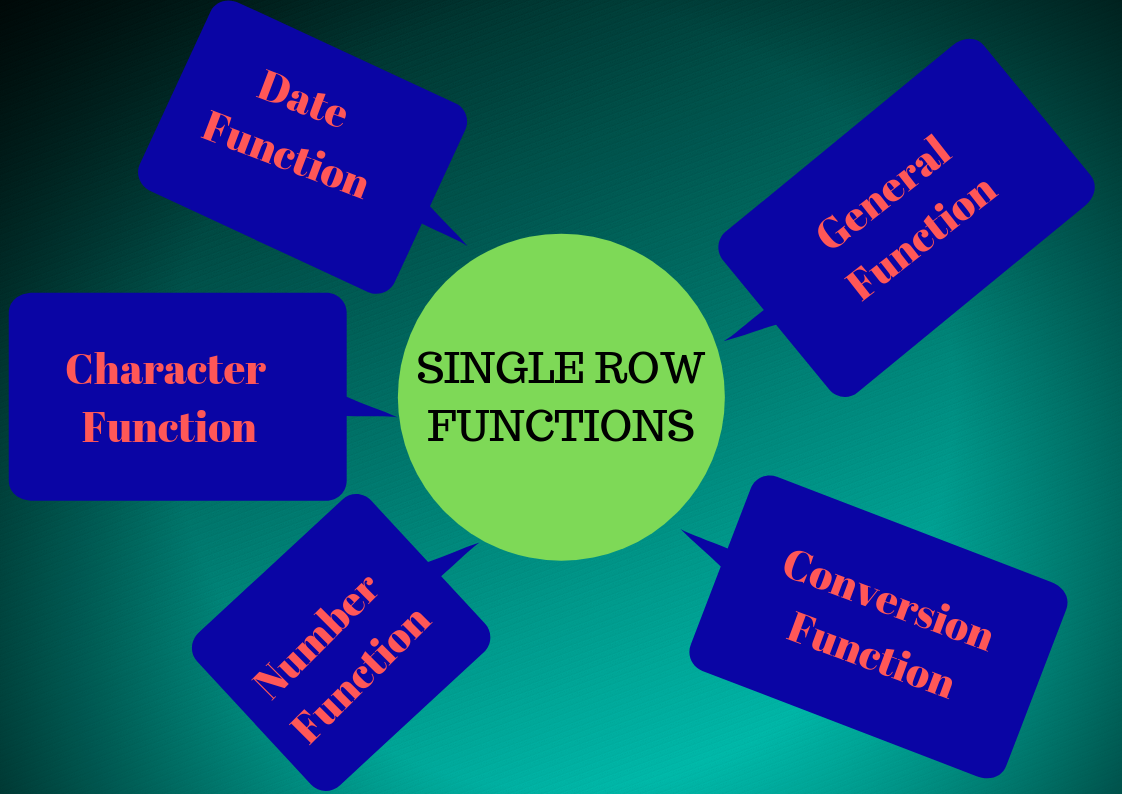 Date
Function
General
Function
Character
Function
SINGLE ROW
FUNCTIONS
Number
Function
Conversion
Function